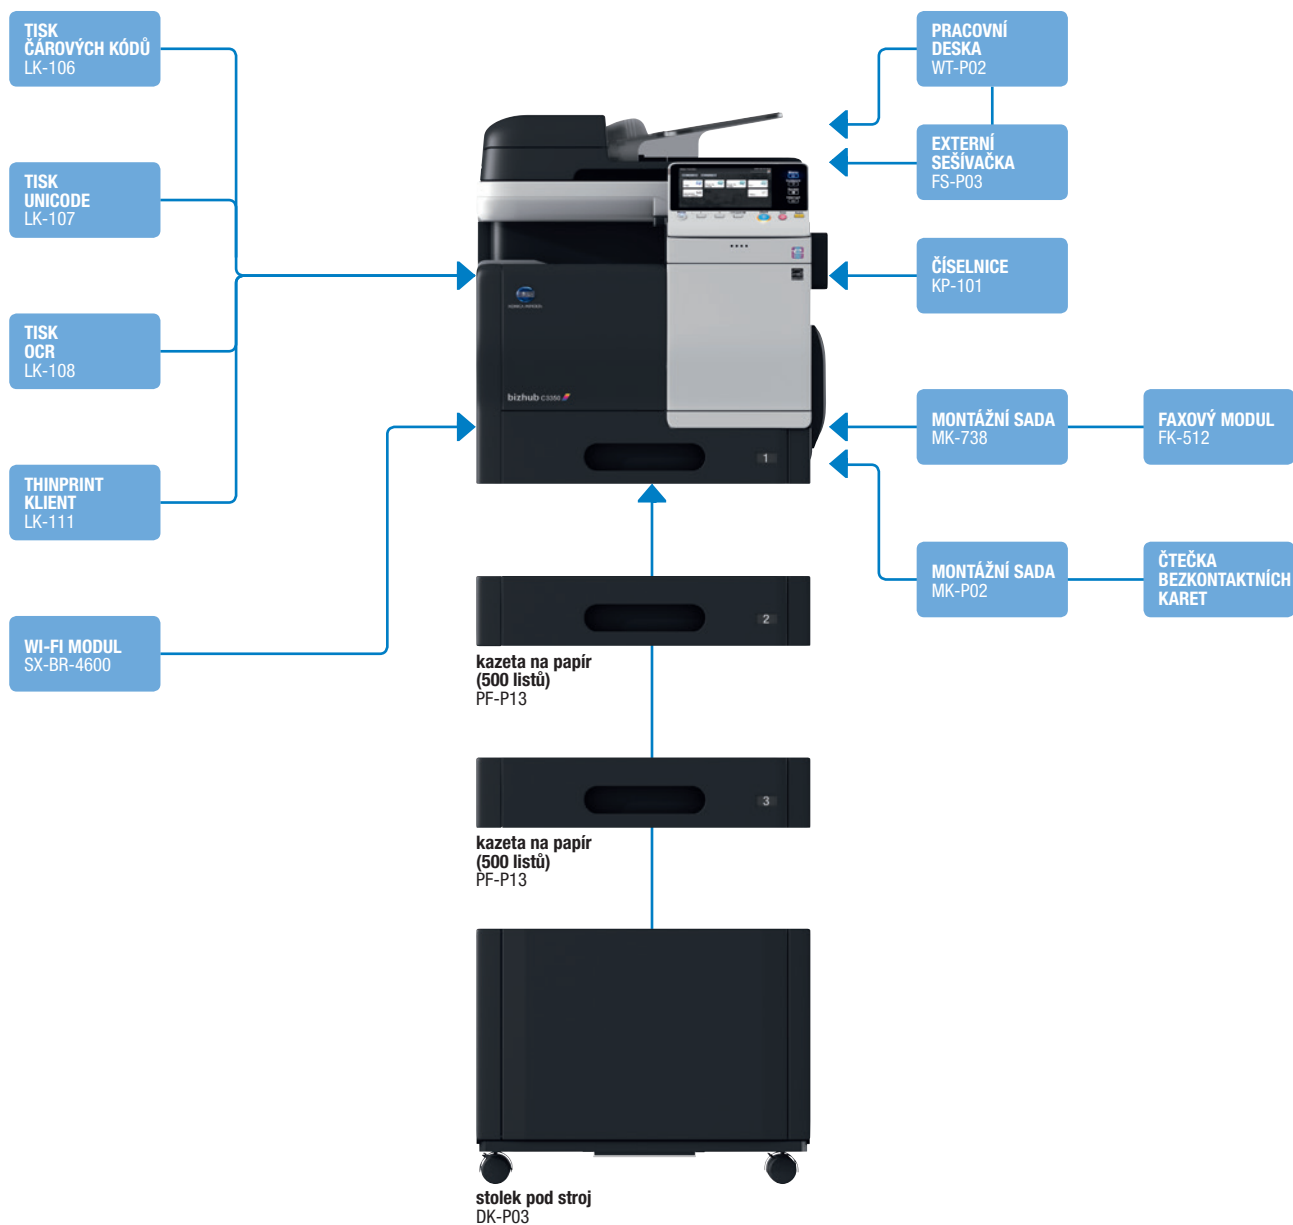 TISK
ČÁROVÝCH KÓDŮ
LK-106
TISK
UNICODE
LK-107
TISK
OCR
LK-108
THINPRINT
KLIENT
LK-111
WI-FI MODUL
SX-BR-4600
PRACOVNÍ
DESKA
WT-P02
EXTERNÍ
SEŠÍVAČKA
FS-P03
ČÍSELNICE
KP-101
MONTÁŽNÍ SADA
MK-738
FAXOVÝ MODUL
FK-512
MONTÁŽNÍ SADA
MK-P02
ČTEČKA
BEZKONTAKTNÍCH
KARET
KONICA MINOLTA
bizhub C3350
1
2
kazeta na papír
(500 listů)
PF-P13
3
kazeta na papír
(500 listů)
PF-P13
stolek pod stroj
DK-P03